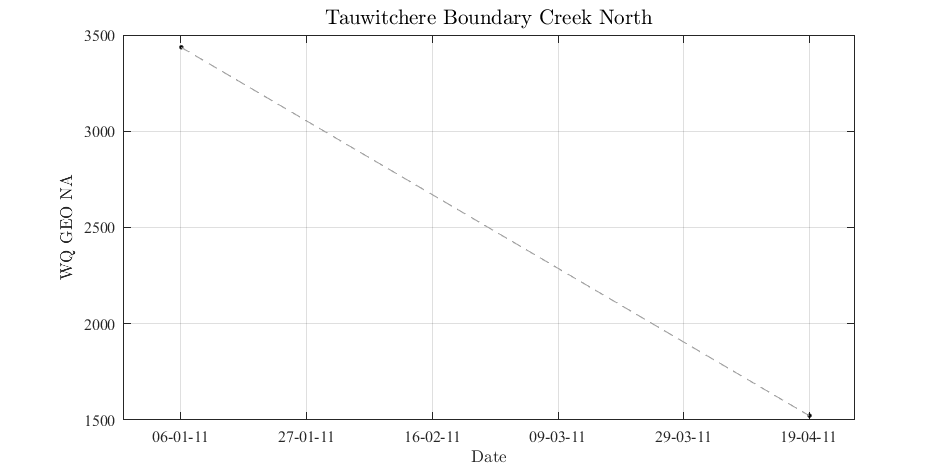 Tauwitchere Boundary Creek North
3500
3000
2500
2000
1500
WQ GEO NA
06-01-11 27-01-11 16-02-11 09-03-11 29-03-11 19-04-11
Date